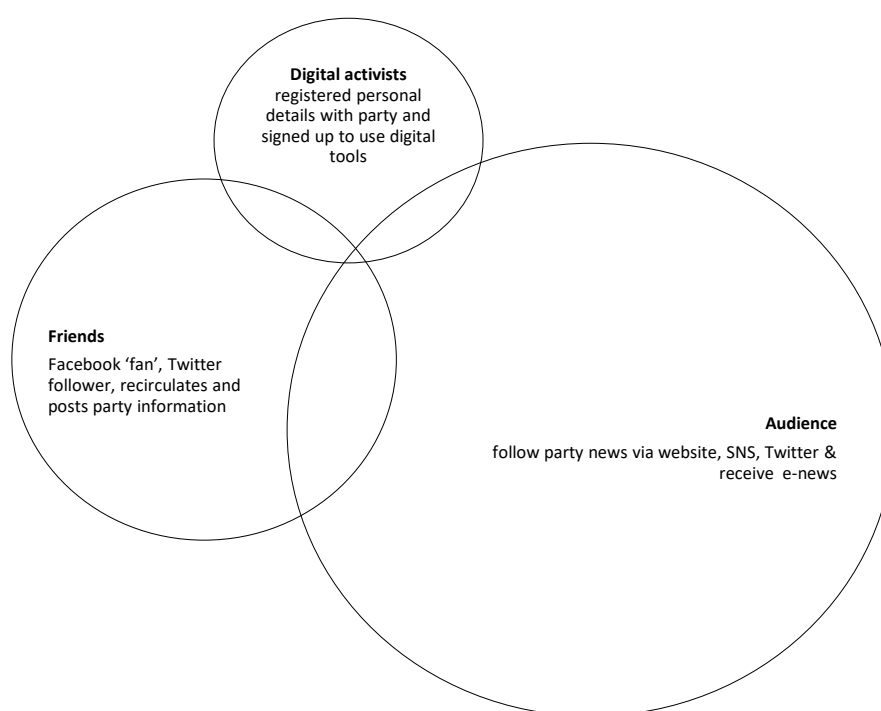 Digital activists
registered personal
details with party and
signed up to use digital
tools
Friends
Facebook ‘fan’, Twitter
follower, recirculates and
posts party information
Audience
follow party news via website, SNS, Twitter &
receive  e-news